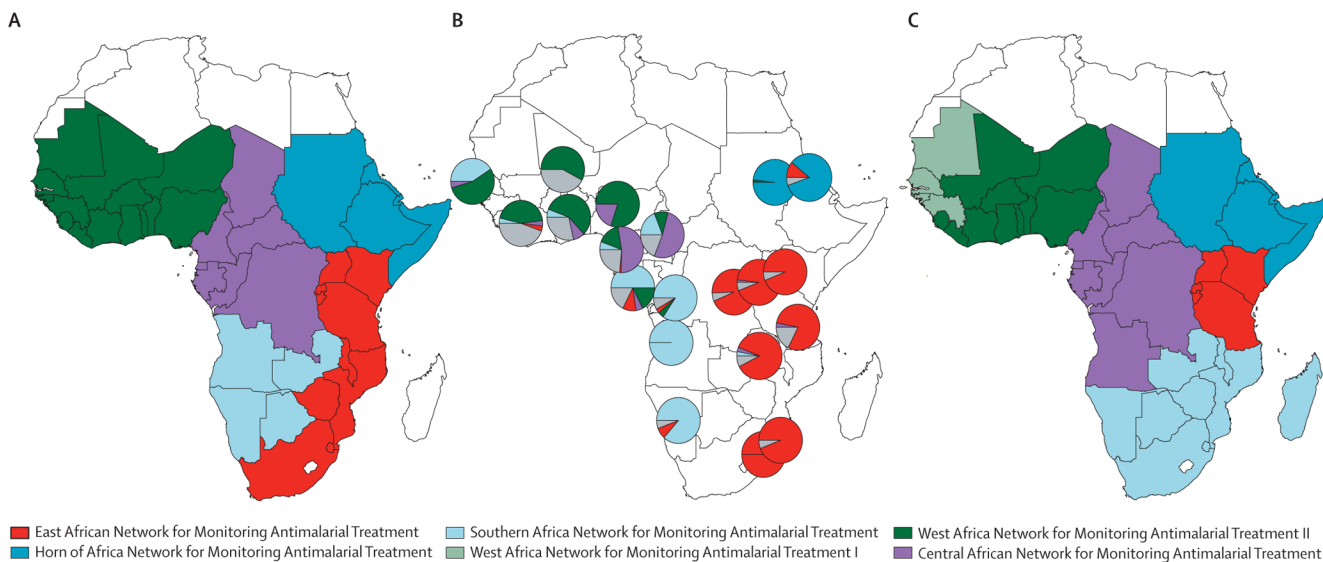 A
B
C
East African Network for Monitoring Antimalarial Treatment
Horn of Africa Network for Monitoring Antimalarial Treatment
Southern Africa Network for Monitoring Antimalarial Treatment
West Africa Network for Monitoring Antimalarial Treatment I
West Africa Network for Monitoring Antimalarial Treatment II
Central African Network for Monitoring Antimalarial Treatment